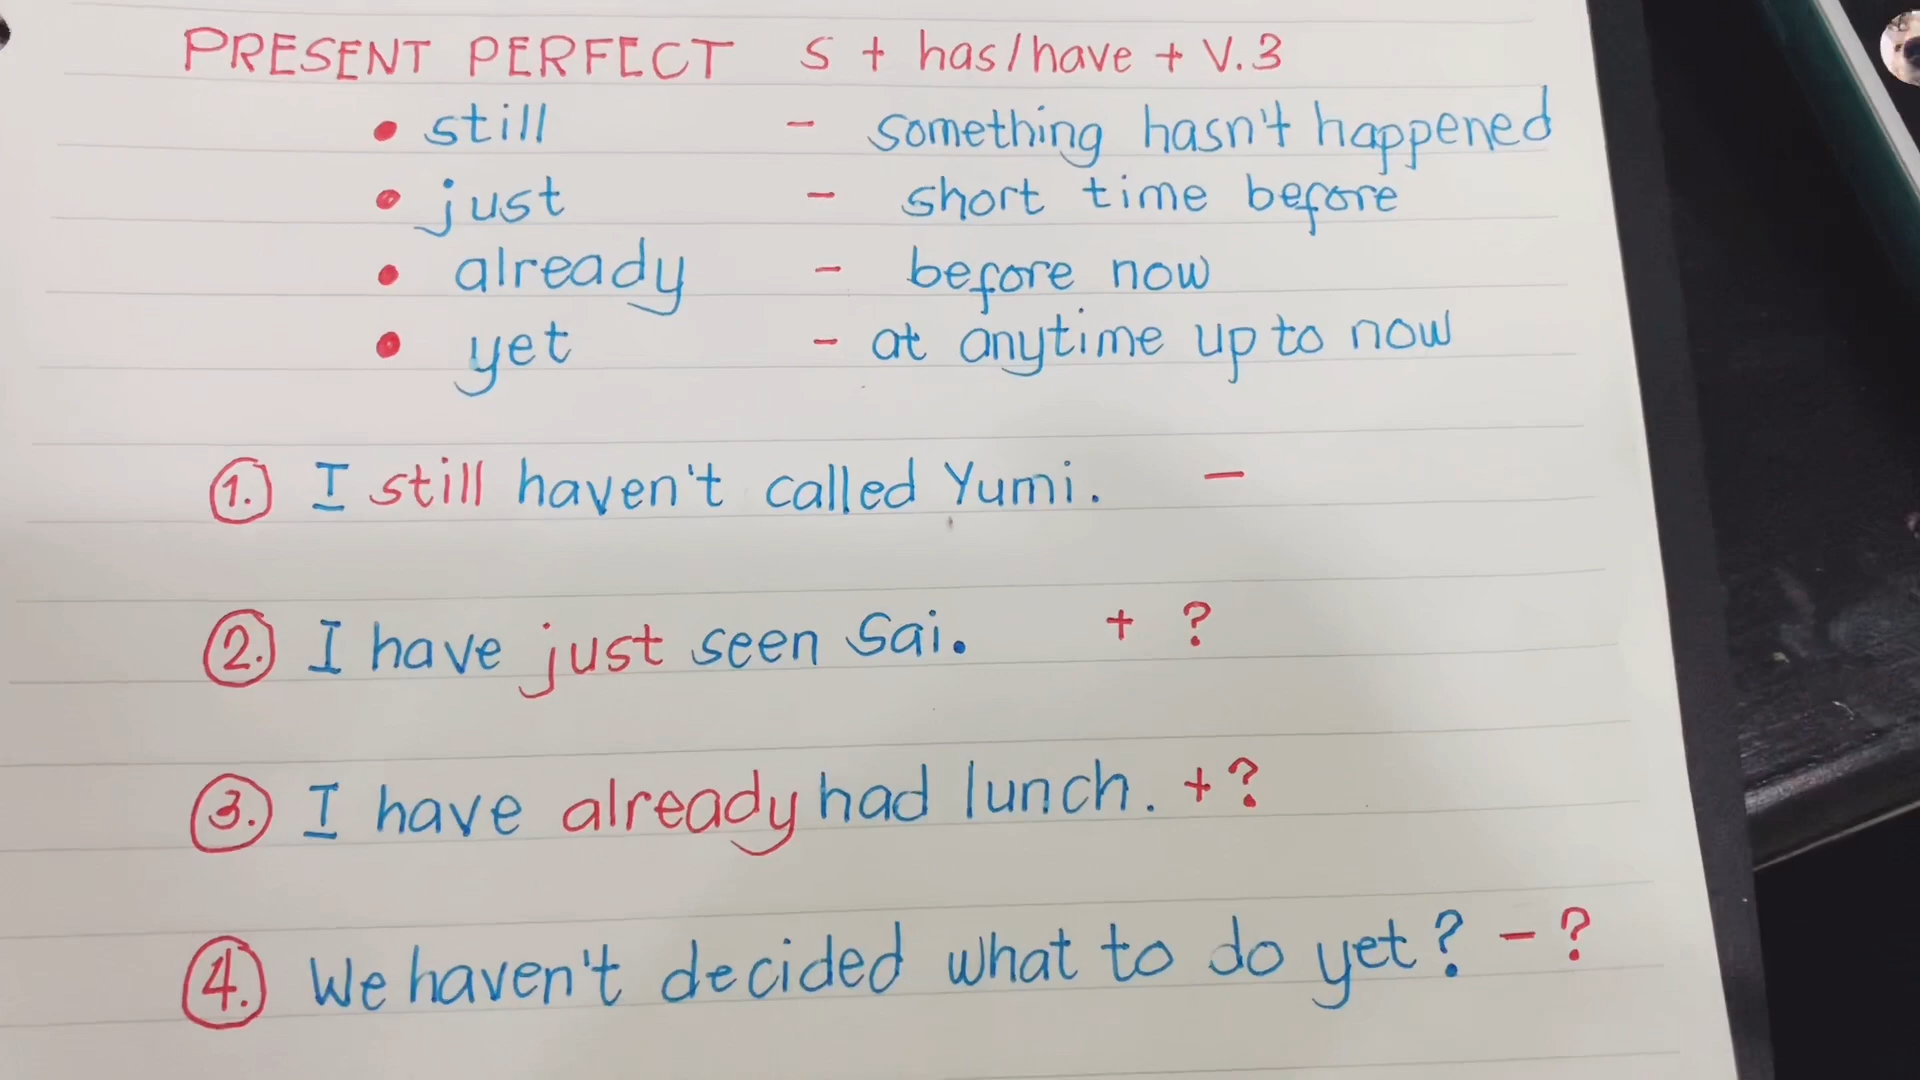 PRESENT PERFECT S + has/have + V.3
• still - something hasn't happened
• just - short time before
• already - before now
• yet - at anytime up to now
1. I still haven't called Yumi. -
2. I have just seen Sai. + ?
3. I have already had lunch. + ?
4. We haven't decided what to do yet? - ?